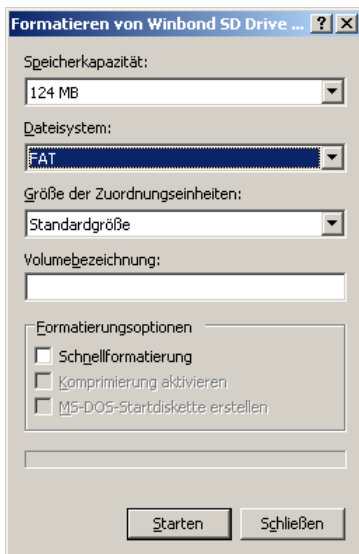 Formatieren von Winbond SD Drive ...
Speicherkapazität:
124 MB
Dateisystem:
FAT
Größe der Zuordnungseinheiten:
Standardgröße
Volumebezeichnung:
Formatierungsoptionen
Schnellformatierung
Komprimierung aktivieren
MS-DOS-Startdiskette erstellen
Starten
Schließen